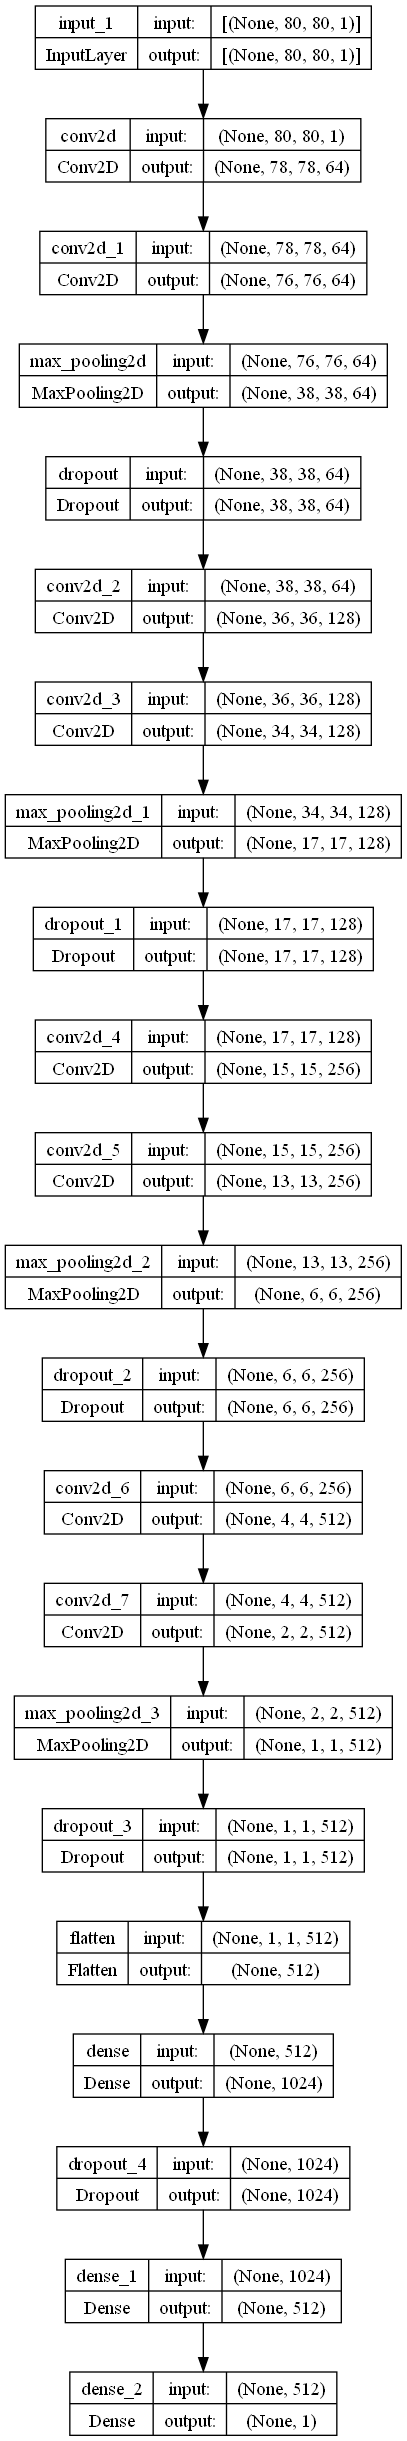 input_1 input: [(None, 80, 80, 1)]
InputLayer output: [(None, 80, 80, 1)]
conv2d input: (None, 80, 80, 1)
Conv2D output: (None, 78, 78, 64)
conv2d_1 input: (None, 78, 78, 64)
Conv2D output: (None, 76, 76, 64)
max_pooling2d input: (None, 76, 76, 64)
MaxPooling2D output: (None, 38, 38, 64)
dropout input: (None, 38, 38, 64)
Dropout output: (None, 38, 38, 64)
conv2d_2 input: (None, 38, 38, 64)
Conv2D output: (None, 36, 36, 128)
conv2d_3 input: (None, 36, 36, 128)
Conv2D output: (None, 34, 34, 128)
max_pooling2d_1 input: (None, 34, 34, 128)
MaxPooling2D output: (None, 17, 17, 128)
dropout_1 input: (None, 17, 17, 128)
Dropout output: (None, 17, 17, 128)
conv2d_4 input: (None, 17, 17, 128)
Conv2D output: (None, 15, 15, 256)
conv2d_5 input: (None, 15, 15, 256)
Conv2D output: (None, 13, 13, 256)
max_pooling2d_2 input: (None, 13, 13, 256)
MaxPooling2D output: (None, 6, 6, 256)
dropout_2 input: (None, 6, 6, 256)
Dropout output: (None, 6, 6, 256)
conv2d_6 input: (None, 6, 6, 256)
Conv2D output: (None, 4, 4, 512)
conv2d_7 input: (None, 4, 4, 512)
Conv2D output: (None, 2, 2, 512)
max_pooling2d_3 input: (None, 2, 2, 512)
MaxPooling2D output: (None, 1, 1, 512)
dropout_3 input: (None, 1, 1, 512)
Dropout output: (None, 1, 1, 512)
flatten input: (None, 1, 1, 512)
Flatten output: (None, 512)
dense input: (None, 512)
Dense output: (None, 1024)
dropout_4 input: (None, 1024)
Dropout output: (None, 1024)
dense_1 input: (None, 1024)
Dense output: (None, 512)
dense_2 input: (None, 512)
Dense output: (None, 1)